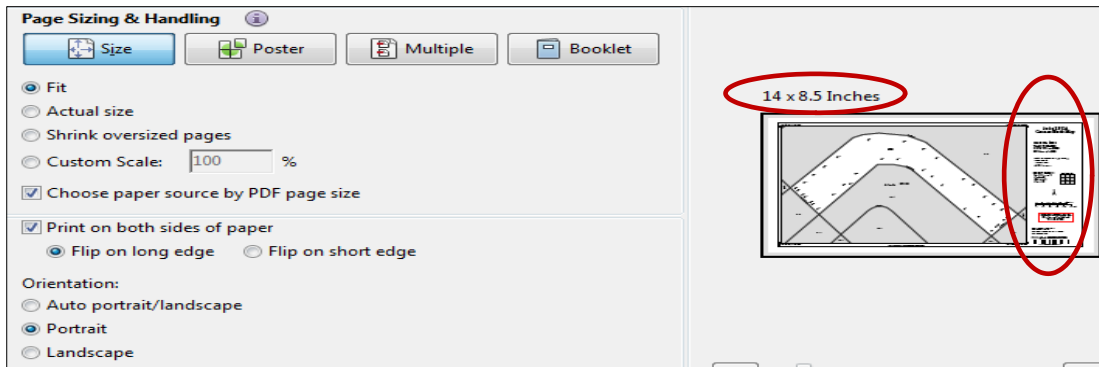 Page Sizing & Handling
Size Poster Multiple Booklet
Fit
Actual size
Shrink oversized pages
Custom Scale: 100 %
Choose paper source by PDF page size
Print on both sides of paper
Flip on long edge Flip on short edge
Orientation:
Auto portrait/landscape
Portrait
Landscape
14 x 8.5 Inches